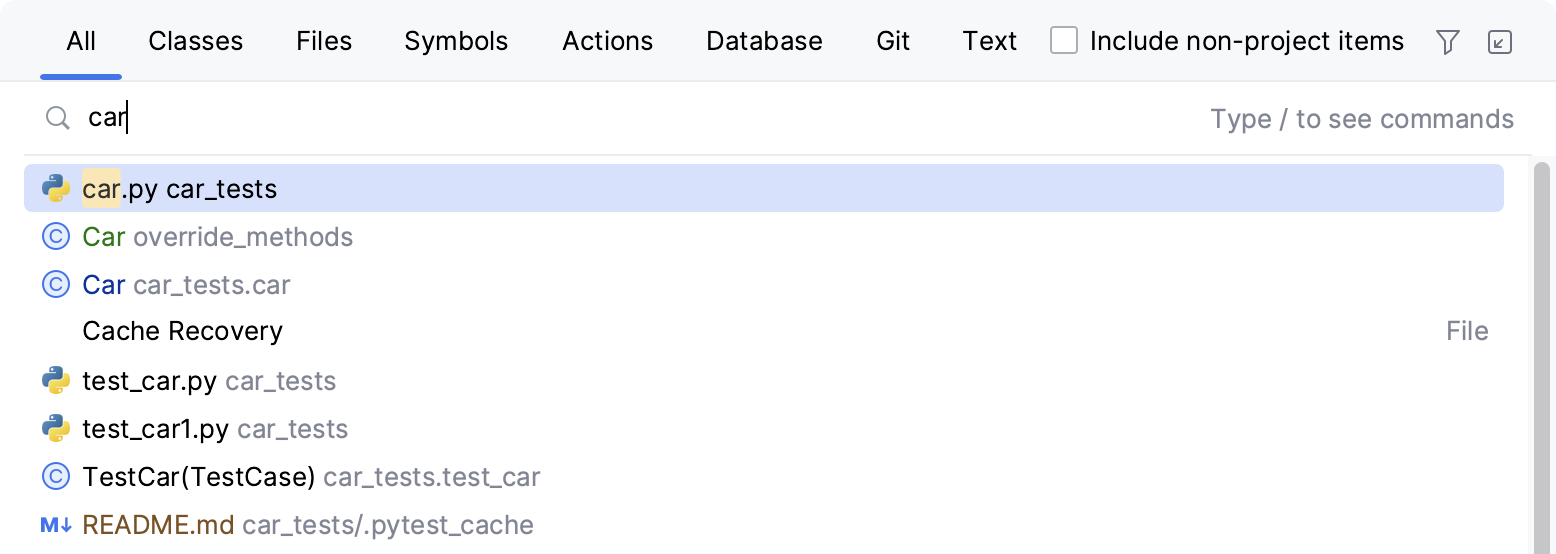 All Classes Files Symbols Actions Database Git Text Include non-project items
car Type / to see commands
car.py car_tests
C Car override_methods
C Car car_tests.car
Cache Recovery File
test_car.py car_tests
test_car1.py car_tests
C TestCar(TestCase) car_tests.test_car
M↓ README.md car_tests/.pytest_cache